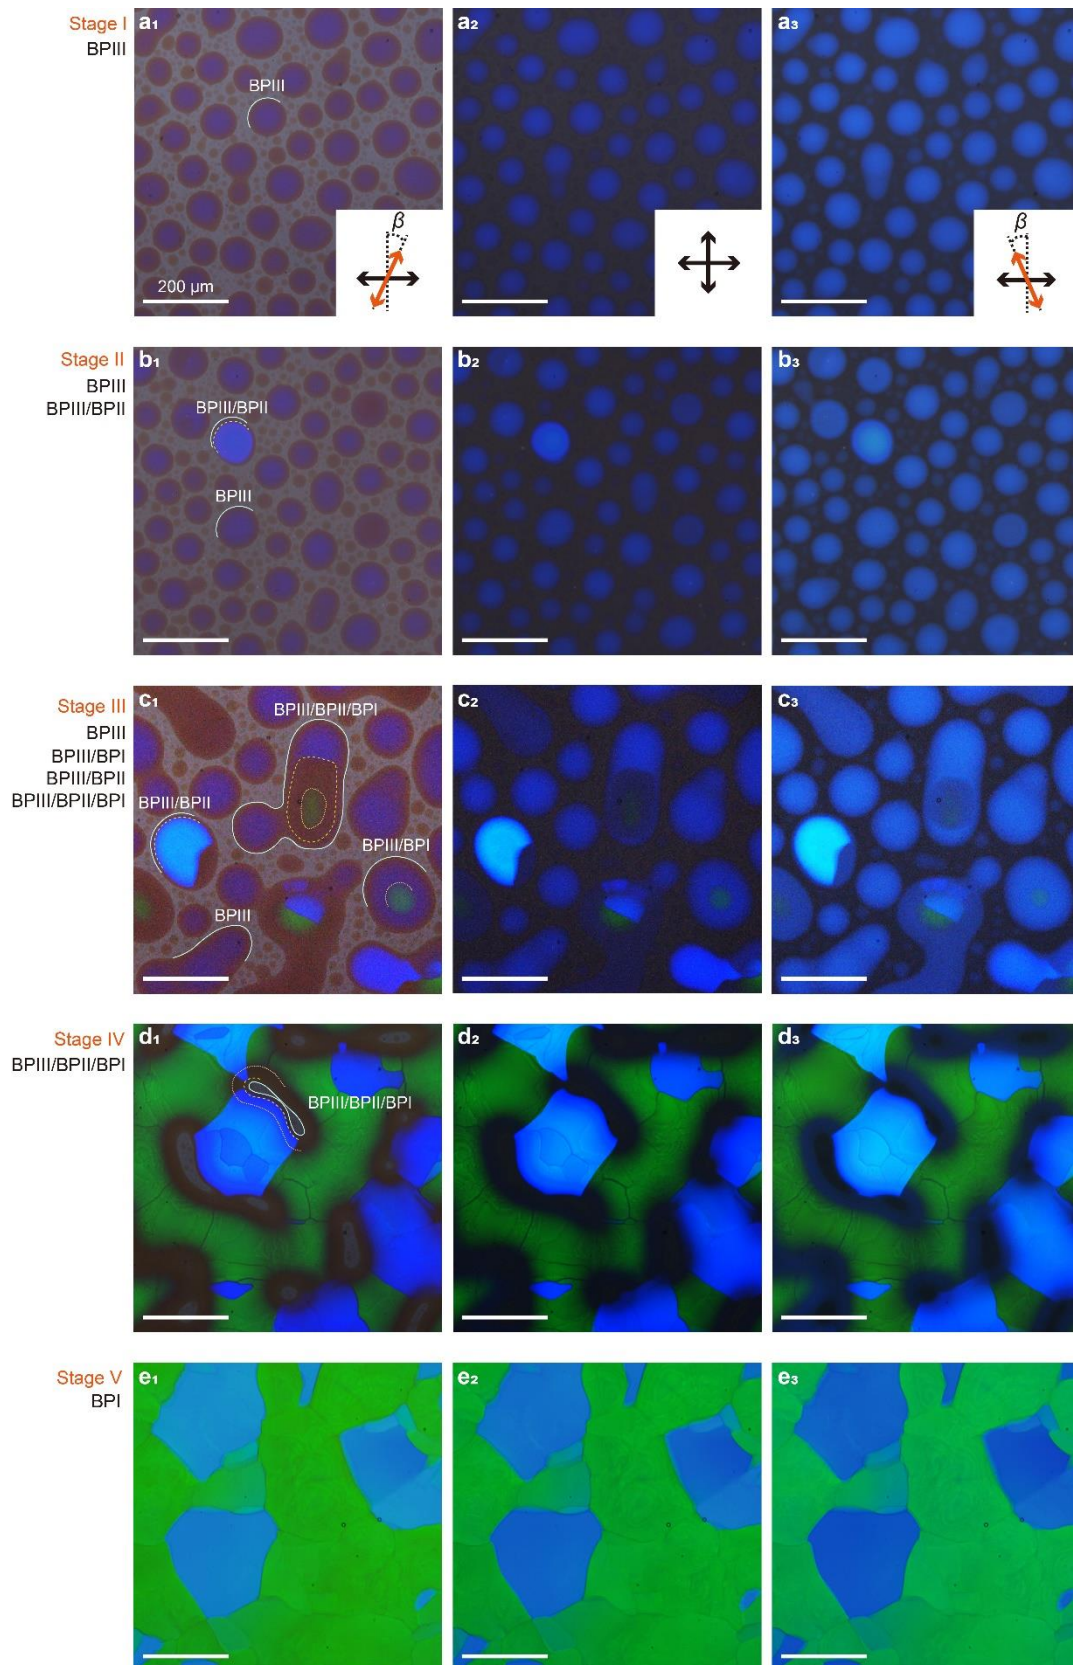 Stage I
BPIII
a₁
BPIII
200 µm
β
a₂
a₃
β
Stage II
BPIII
BPIII/BPII
b₁
BPIII/BPII
BPIII
b₂
b₃
Stage III
BPIII
BPIII/BPI
BPIII/BPII
BPIII/BPII/BPI
c₁
BPIII/BPII/BPI
BPIII/BPII
BPIII/BPI
BPIII
c₂
c₃
Stage IV
BPIII/BPII/BPI
d₁
BPIII/BPII/BPI
d₂
d₃
Stage V
BPI
e₁
e₂
e₃